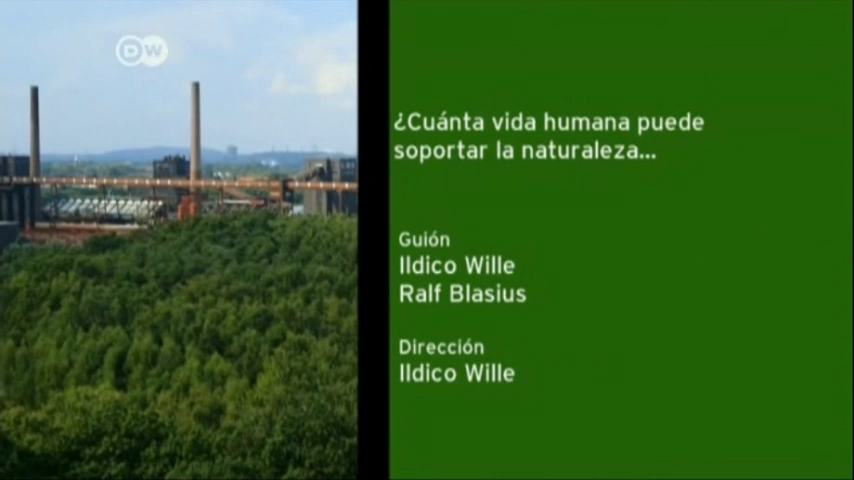 DW
¿Cuánta vida humana puede
soportar la naturaleza...
Guión
Ildico Wille
Ralf Blasius
Dirección
Ildico Wille